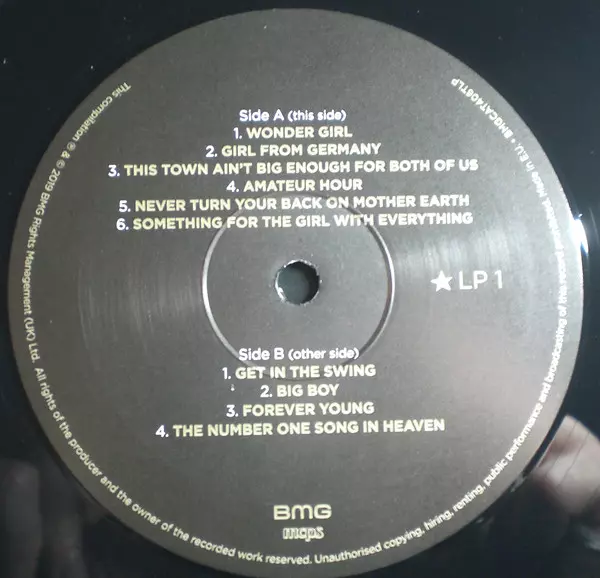 Side A (this side)
1. WONDER GIRL
2. GIRL FROM GERMANY
3. THIS TOWN AIN'T BIG ENOUGH FOR BOTH OF US
4. AMATEUR HOUR
5. NEVER TURN YOUR BACK ON MOTHER EARTH
6. SOMETHING FOR THE GIRL WITH EVERYTHING
★ LP 1
Side B (other side)
1. GET IN THE SWING
2. BIG BOY
3. FOREVER YOUNG
4. THE NUMBER ONE SONG IN HEAVEN
BMG
mcps
This compilation ℗ & © 2019 BMG Rights Management (UK) Ltd. All rights of the producer and the owner of the recorded work reserved. Unauthorised copying, hiring, renting, public performance and broadcasting of this record prohibited. Made in E.U. • BMGCAT406TLP